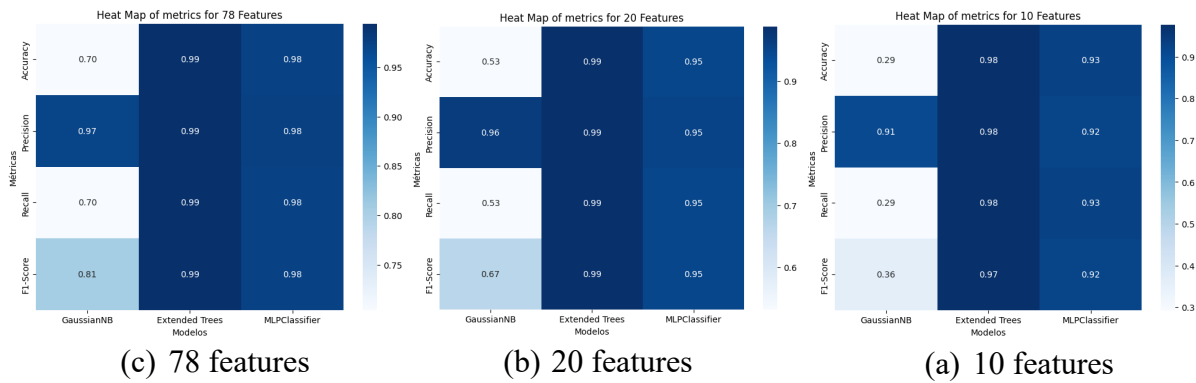 Heat Map of metrics for 78 Features
Métricas
Accuracy
Precision
Recall
F1-Score
0.70 0.99 0.98
0.97 0.99 0.98
0.70 0.99 0.98
0.81 0.99 0.98
GaussianNB Extended Trees MLPClassifier
Modelos
0.95
0.90
0.85
0.80
0.75
(c) 78 features
Heat Map of metrics for 20 Features
Métricas
Accuracy
Precision
Recall
F1-Score
0.53 0.99 0.95
0.96 0.99 0.95
0.53 0.99 0.95
0.67 0.99 0.95
GaussianNB Extended Trees MLPClassifier
Modelos
0.9
0.8
0.7
0.6
(b) 20 features
Heat Map of metrics for 10 Features
Métricas
Accuracy
Precision
Recall
F1-Score
0.29 0.98 0.93
0.91 0.98 0.92
0.29 0.98 0.93
0.36 0.97 0.92
GaussianNB Extended Trees MLPClassifier
Modelos
0.9
0.8
0.7
0.6
0.5
0.4
0.3
(a) 10 features